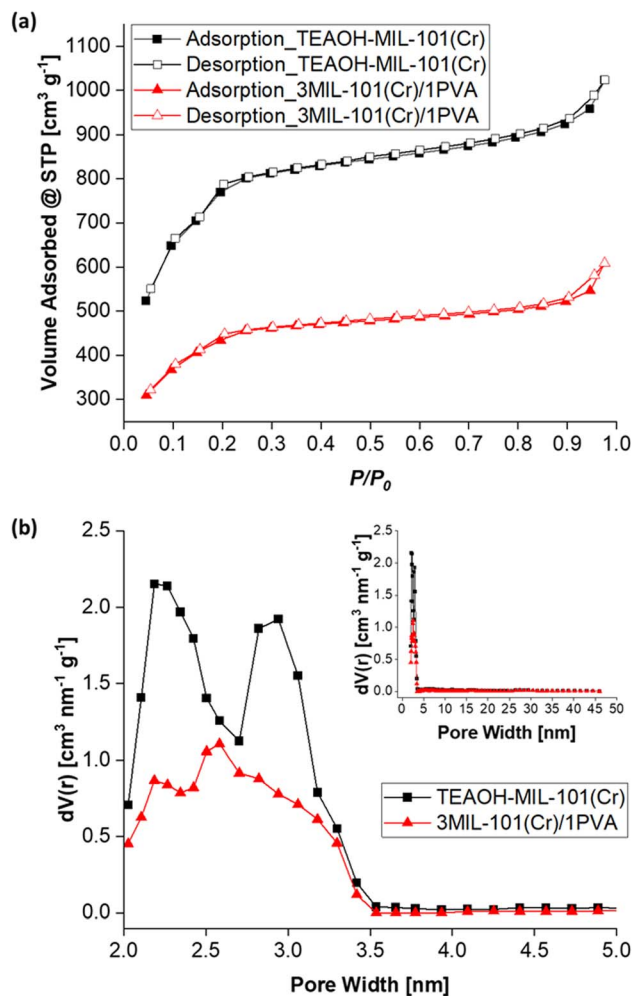 (a)
Adsorption_TEAOH-MIL-101(Cr)
Desorption_TEAOH-MIL-101(Cr)
Adsorption_3MIL-101(Cr)/1PVA
Desorption_3MIL-101(Cr)/1PVA
Volume Adsorbed @ STP [cm³ g⁻¹]
1100
1000
900
800
700
600
500
400
300
0.0 0.1 0.2 0.3 0.4 0.5 0.6 0.7 0.8 0.9 1.0
P/P₀
(b)
dV(r) [cm³ nm⁻¹ g⁻¹]
2.5
2.0
1.5
1.0
0.5
0.0
dV(r) [cm³ nm⁻¹ g⁻¹]
2.5
2.0
1.5
1.0
0.5
0.0
0 5 10 15 20 25 30 35 40 45 50
Pore Width [nm]
TEAOH-MIL-101(Cr)
3MIL-101(Cr)/1PVA
2.0 2.5 3.0 3.5 4.0 4.5 5.0
Pore Width [nm]